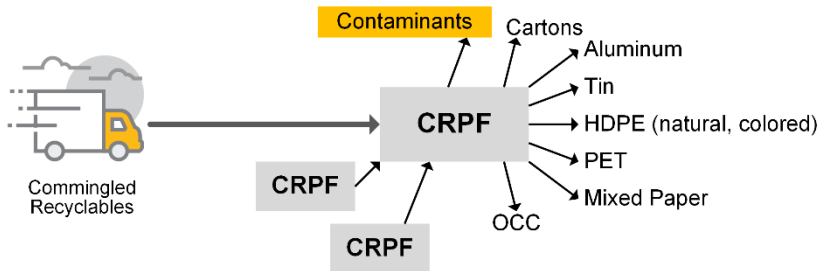 Contaminants
Cartons
Aluminum
Tin
CRPF
HDPE (natural, colored)
PET
CRPF
Commingled
Recyclables
Mixed Paper
OCC
CRPF